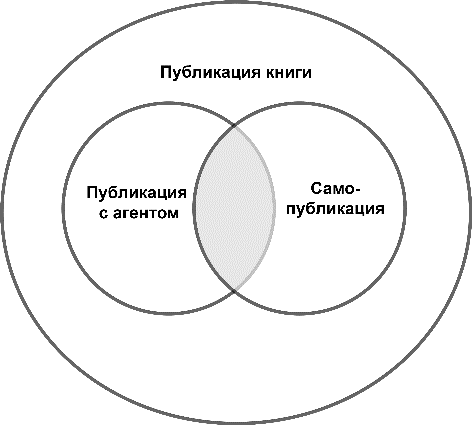 Публикация книги
Публикация
с агентом
Само-
публикация